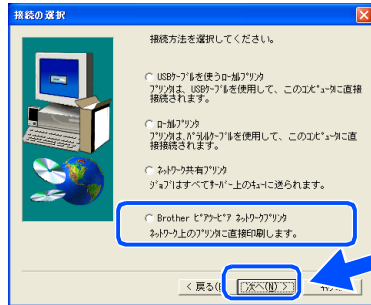 接続の選択
接続方法を選択してください。
USBｹｰﾌﾞﾙを使うﾛｰｶﾙﾌﾟﾘﾝﾀ
ﾌﾟﾘﾝﾀは、USBｹｰﾌﾞﾙを使用して、このｺﾝﾋﾟｭｰﾀに直接
接続されます。
ﾛｰｶﾙﾌﾟﾘﾝﾀ
ﾌﾟﾘﾝﾀは、ﾊﾟﾗﾚﾙｹｰﾌﾞﾙを使用して、このｺﾝﾋﾟｭｰﾀに直
接接続されます。
ﾈｯﾄﾜｰｸ共有ﾌﾟﾘﾝﾀ
ｼﾞｮﾌﾞはすべてｻｰﾊﾞｰ上のｷｭｰに送られます。
Brother ﾋﾟｱﾂｰﾋﾟｱ ﾈｯﾄﾜｰｸﾌﾟﾘﾝﾀ
ﾈｯﾄﾜｰｸ上のﾌﾟﾘﾝﾀに直接印刷します。
< 戻る(
次へ(N) >